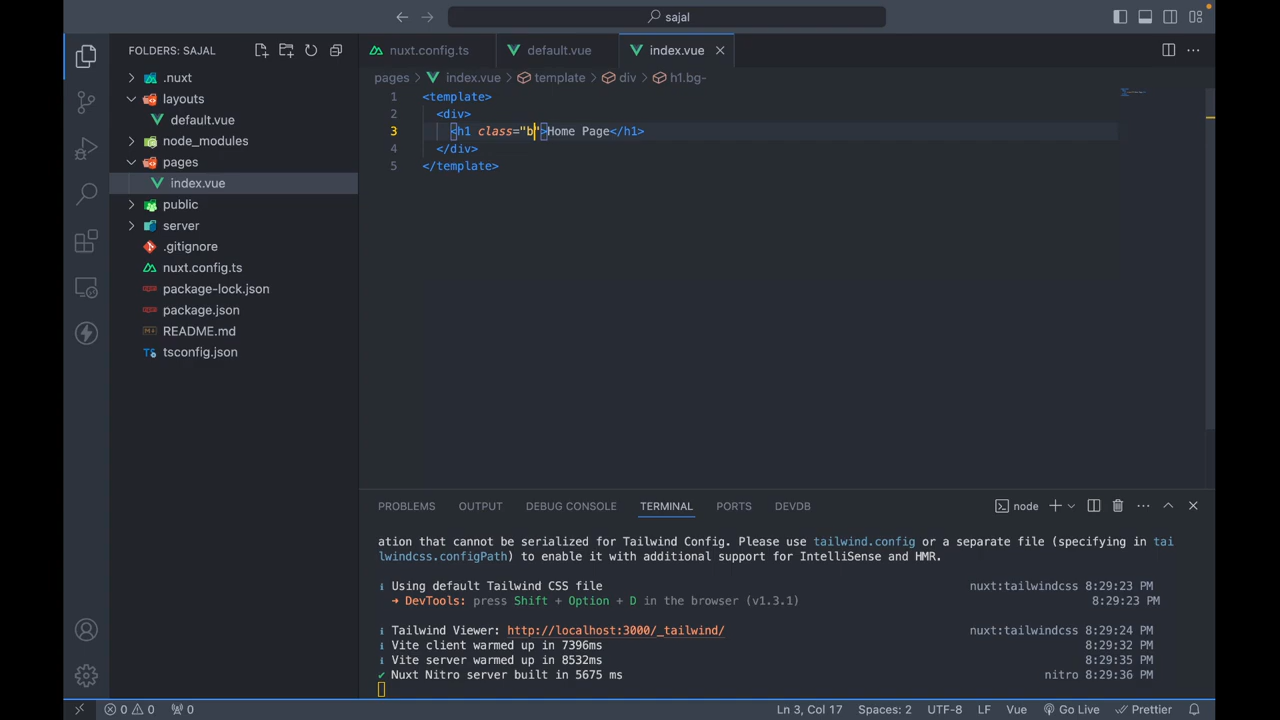 sajal
FOLDERS: SAJAL
.nuxt
layouts
default.vue
node_modules
pages
index.vue
public
server
.gitignore
nuxt.config.ts
package-lock.json
package.json
README.md
tsconfig.json
nuxt.config.ts
default.vue
index.vue
pages > index.vue > template > div > h1.bg-
1 <template>
2 <div>
3 <h1 class="b">Home Page</h1>
4 </div>
5 </template>
PROBLEMS OUTPUT DEBUG CONSOLE TERMINAL PORTS DEVDB
node
ation that cannot be serialized for Tailwind Config. Please use tailwind.config or a separate file (specifying in tai
lwindcss.configPath) to enable it with additional support for IntelliSense and HMR.
i Using default Tailwind CSS file nuxt:tailwindcss 8:29:23 PM
➜ DevTools: press Shift + Option + D in the browser (v1.3.1) 8:29:23 PM
i Tailwind Viewer: http://localhost:3000/_tailwind/ nuxt:tailwindcss 8:29:24 PM
i Vite client warmed up in 7396ms 8:29:32 PM
i Vite server warmed up in 8532ms 8:29:35 PM
✔ Nuxt Nitro server built in 5675 ms nitro 8:29:36 PM
0 0 0 Ln 3, Col 17 Spaces: 2 UTF-8 LF Vue Go Live Prettier